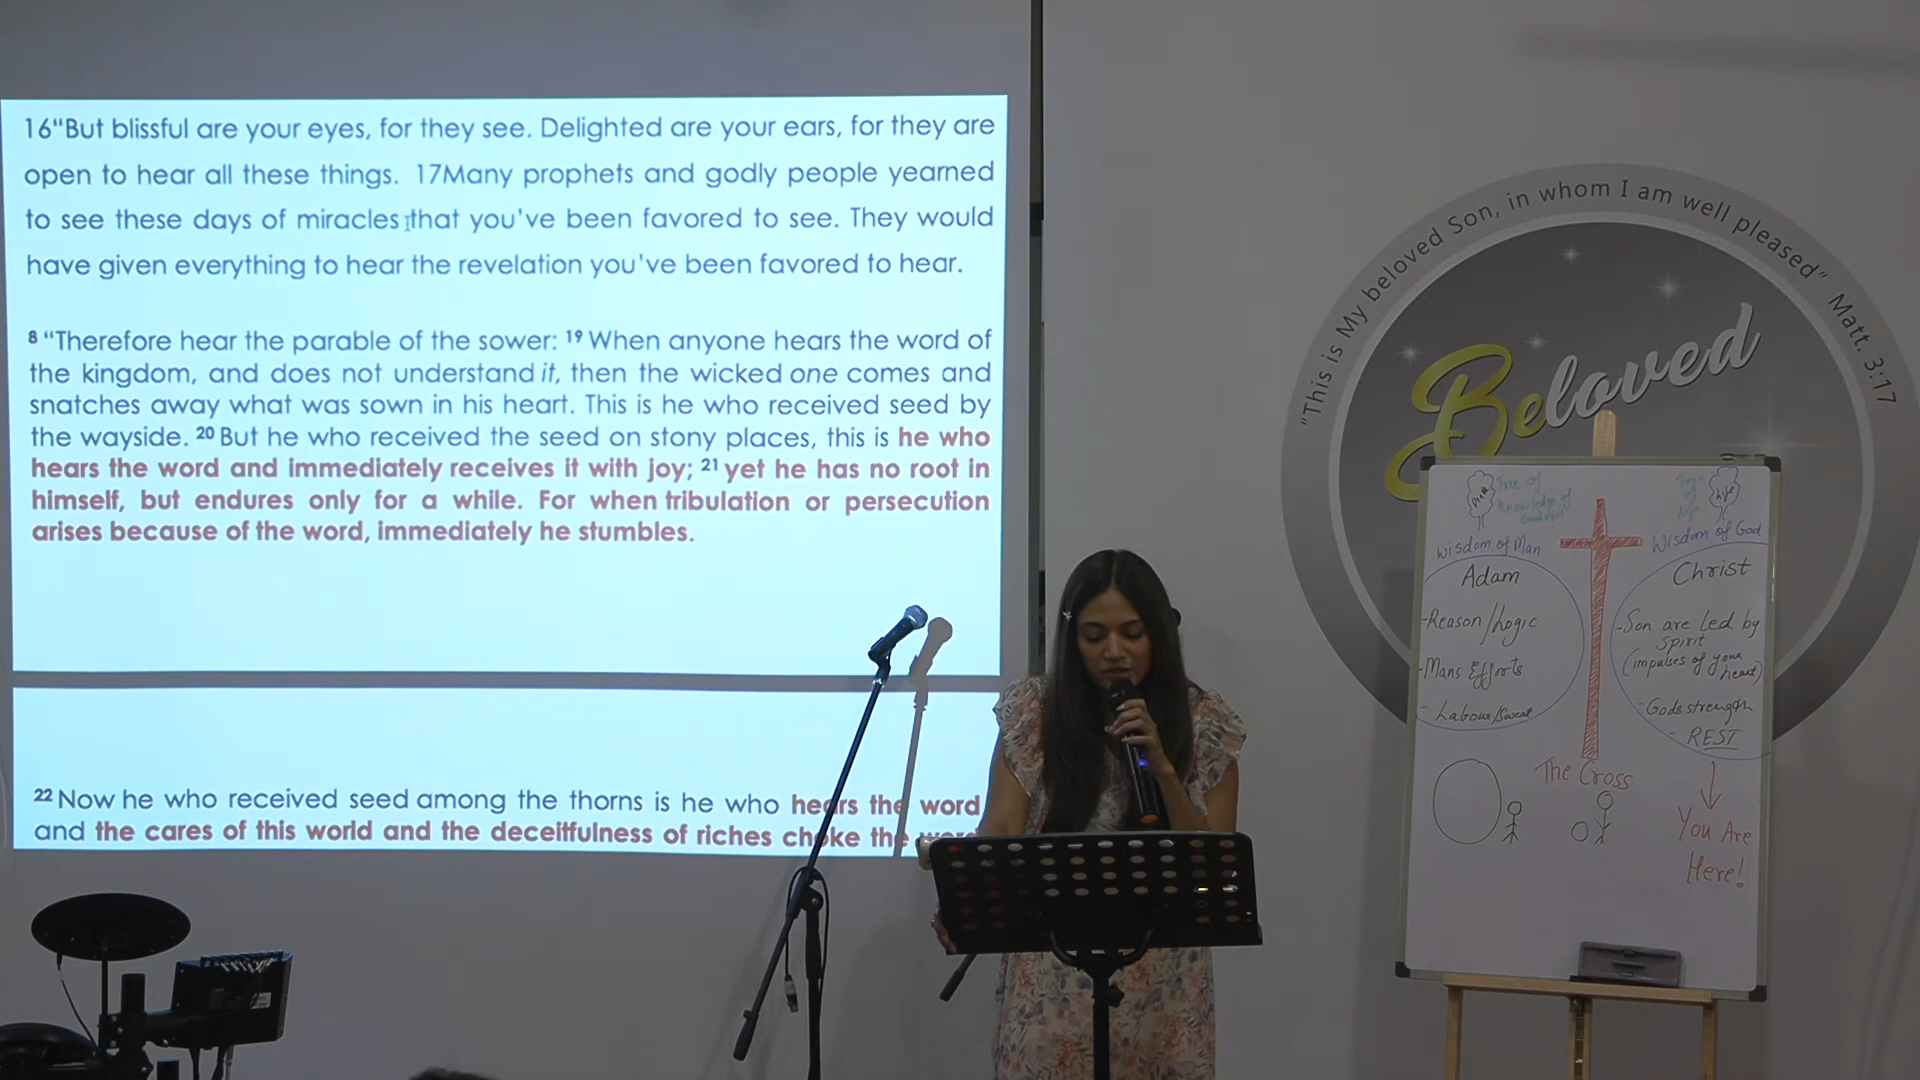 16“But blissful are your eyes, for they see. Delighted are your ears, for they are
open to hear all these things. 17Many prophets and godly people yearned
to see these days of miracles that you've been favored to see. They would
have given everything to hear the revelation you've been favored to hear.
8 “Therefore hear the parable of the sower: 19 When anyone hears the word of
the kingdom, and does not understand it, then the wicked one comes and
snatches away what was sown in his heart. This is he who received seed by
the wayside. 20 But he who received the seed on stony places, this is he who
hears the word and immediately receives it with joy; 21 yet he has no root in
himself, but endures only for a while. For when tribulation or persecution
arises because of the word, immediately he stumbles.
22 Now he who received seed among the thorns is he who hears the word
and the cares of this world and the deceitfulness of riches choke the word
“This is My beloved Son, in whom I am well pleased” Matt. 3:17
Beloved
Tree of
Knowledge of
Good
Tree
of
life
life
Wisdom of Man
Wisdom of God
Adam
-Reason/Logic
-Mans Efforts
- Labour/Sweat
Christ
-Son are led by
spirit
(impulses of your
heart)
-Gods strength
- REST
The Cross
You Are
Here!